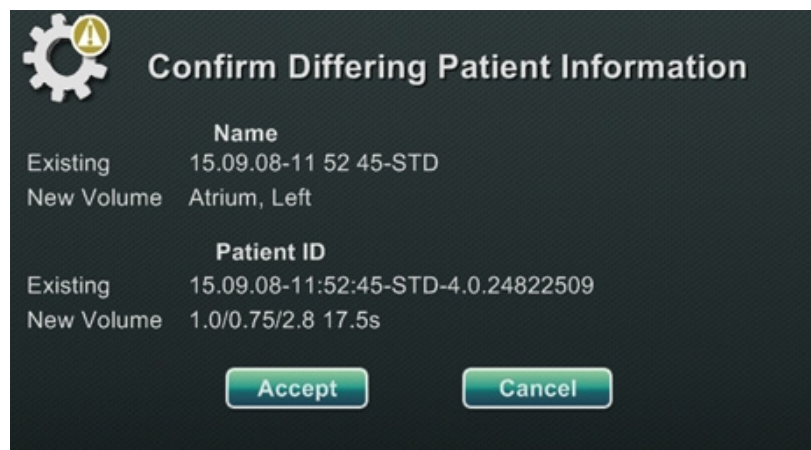 Confirm Differing Patient Information
Name
Existing 15.09.08-11 52 45-STD
New Volume Atrium, Left
Patient ID
Existing 15.09.08-11:52:45-STD-4.0.24822509
New Volume 1.0/0.75/2.8 17.5s
Accept Cancel